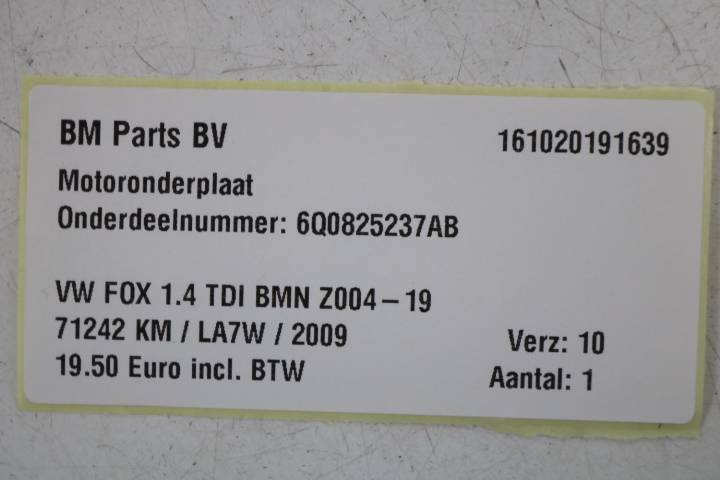 BM Parts BV 161020191639
Motoronderplaat
Onderdeelnummer: 6Q0825237AB
VW FOX 1.4 TDI BMN Z004-19
71242 KM / LA7W / 2009 Verz: 10
19.50 Euro incl. BTW Aantal: 1